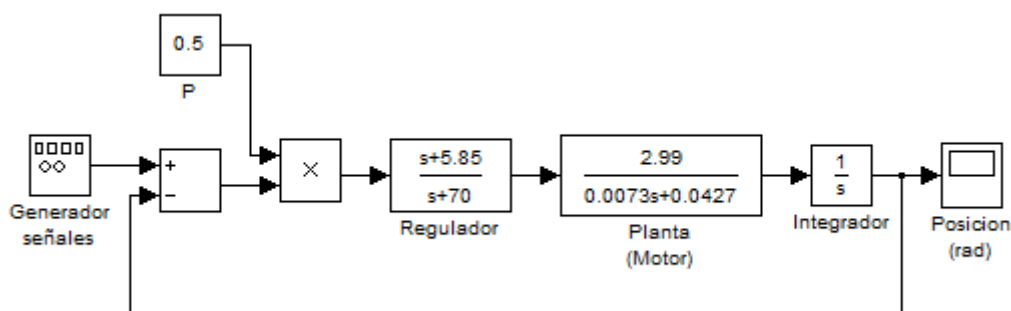 0.5
P
+
−
×
s+5.85
s+70
2.99
0.0073s+0.0427
1
s
Generador
señales
Regulador
Planta
(Motor)
Integrador
Posicion
(rad)